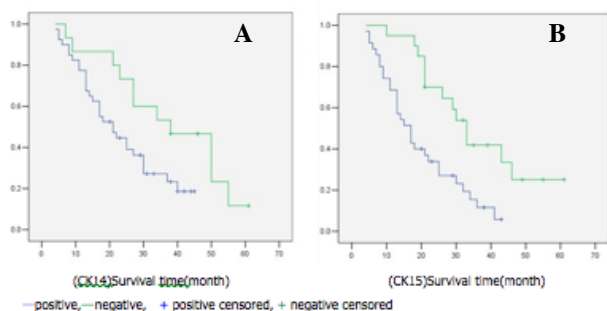 A
B
1.0
0.8
0.6
0.4
0.2
0.0
0 10 20 30 40 50 60 70
1.0
0.8
0.6
0.4
0.2
0.0
0 10 20 30 40 50 60 70
(CK14)Survival time(month)
(CK15)Survival time(month)
positive, negative, + positive censored, + negative censored